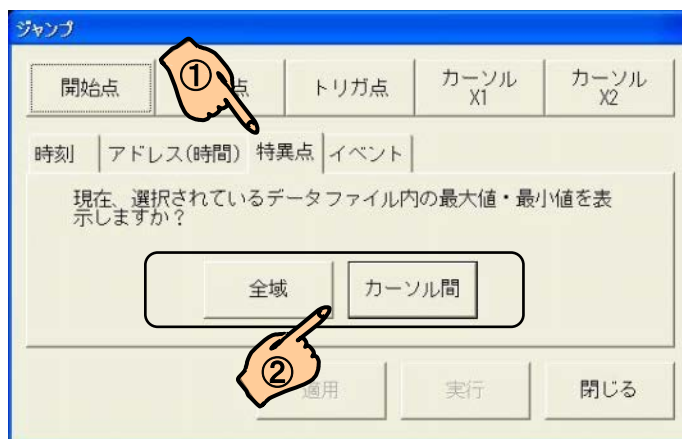 ジャンプ
①
開始点
点
トリガ点
カーソル
X1
カーソル
X2
時刻
アドレス(時間)
特異点
イベント
現在、選択されているデータファイル内の最大値・最小値を表
示しますか?
全域
カーソル間
②
適用
実行
閉じる